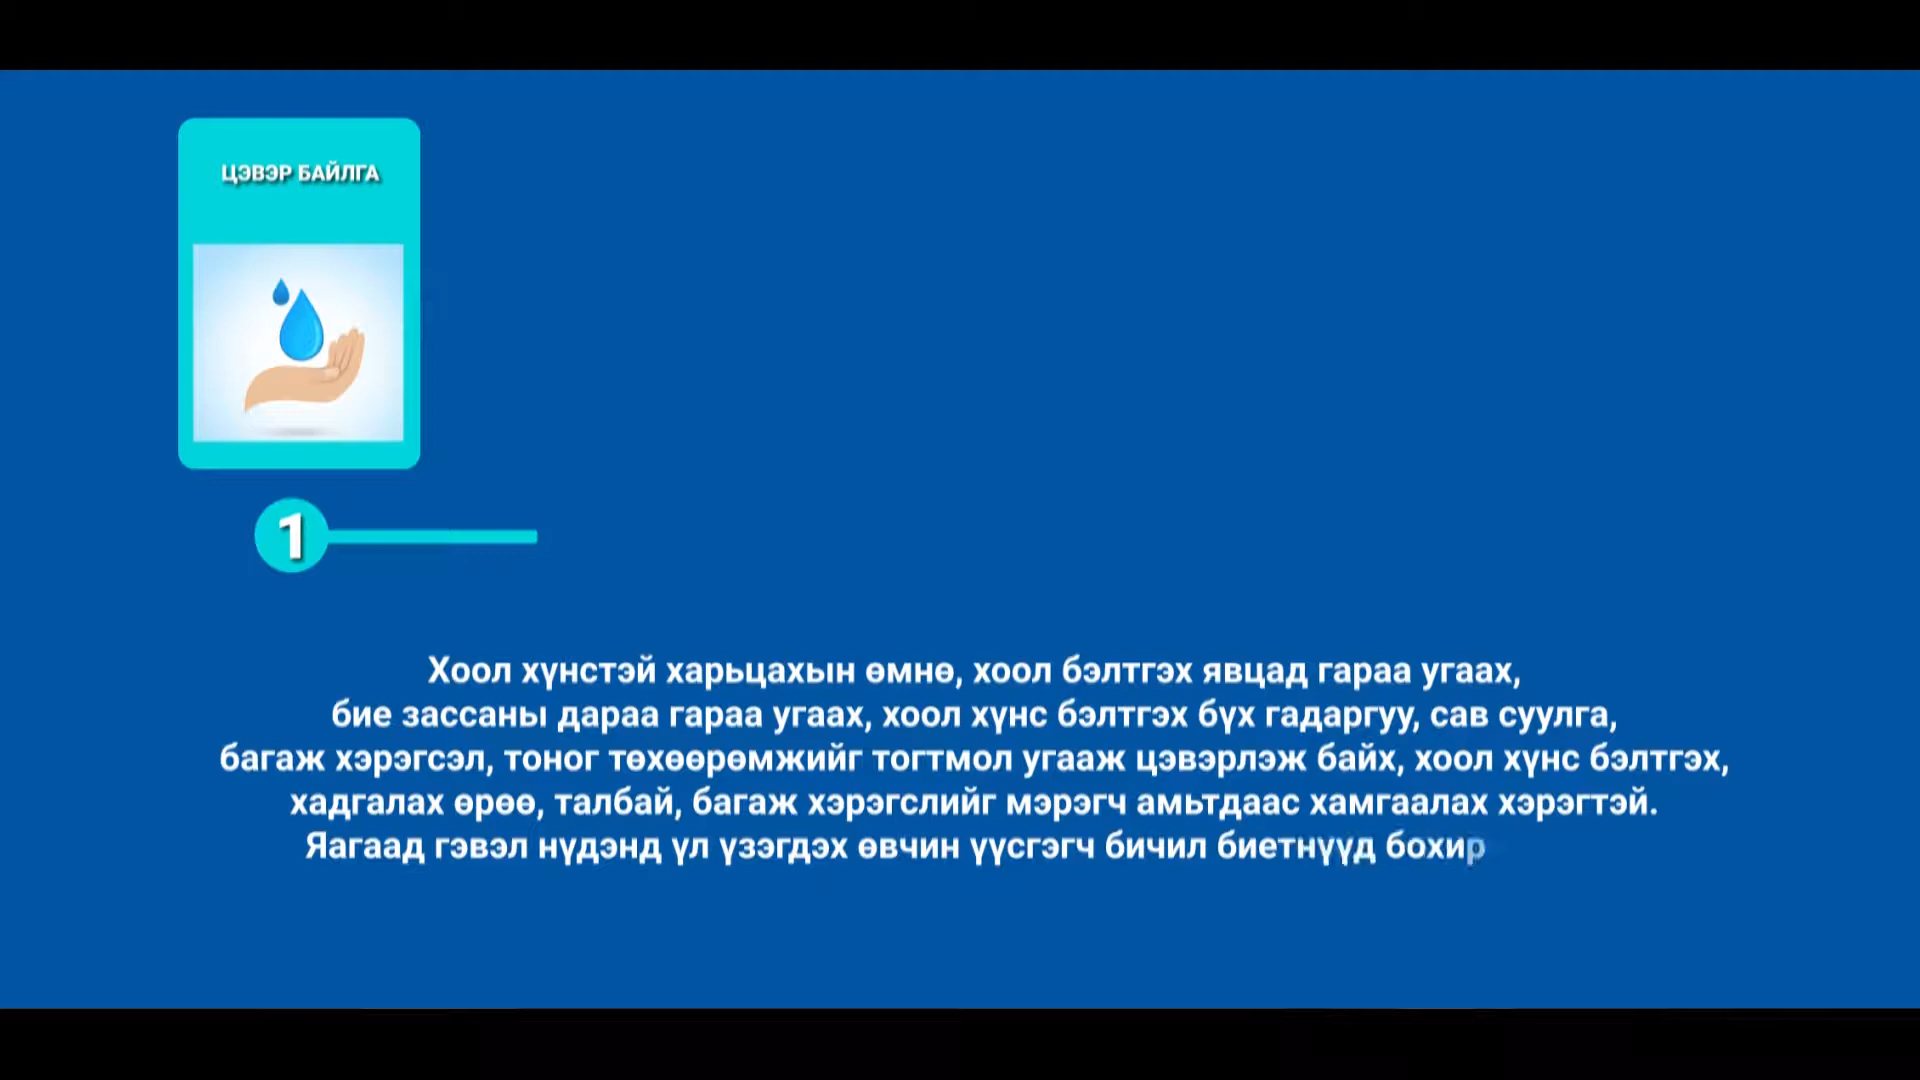 ЦЭВЭР БАЙЛГА
1
Хоол хүнстэй харьцахын өмнө, хоол бэлтгэх явцад гараа угаах,
бие зассаны дараа гараа угаах, хоол хүнс бэлтгэх бүх гадаргуу, сав суулга,
багаж хэрэгсэл, тоног төхөөрөмжийг тогтмол угааж цэвэрлэж байх, хоол хүнс бэлтгэх,
хадгалах өрөө, талбай, багаж хэрэгслийг мэрэгч амьтдаас хамгаалах хэрэгтэй.
Яагаад гэвэл нүдэнд үл үзэгдэх өвчин үүсгэгч бичил биетнүүд бохир